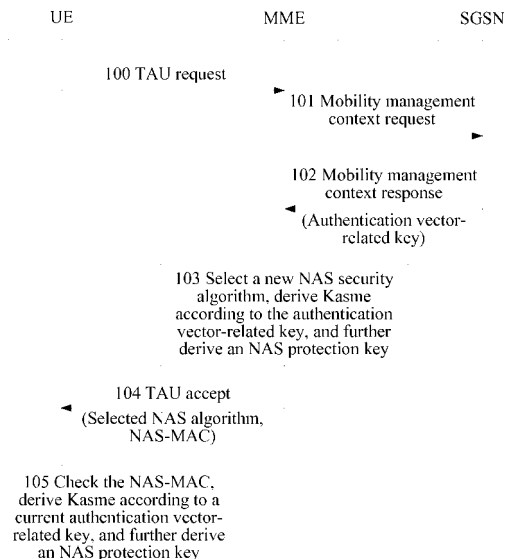 UE MME SGSN
100 TAU request
101 Mobility management
context request
102 Mobility management
context response
(Authentication vector-
related key)
103 Select a new NAS security
algorithm, derive Kasme
according to the authentication
vector-related key, and further
derive an NAS protection key
104 TAU accept
(Selected NAS algorithm,
NAS-MAC)
105 Check the NAS-MAC,
derive Kasme according to a
current authentication vector-
related key, and further derive
an NAS protection key